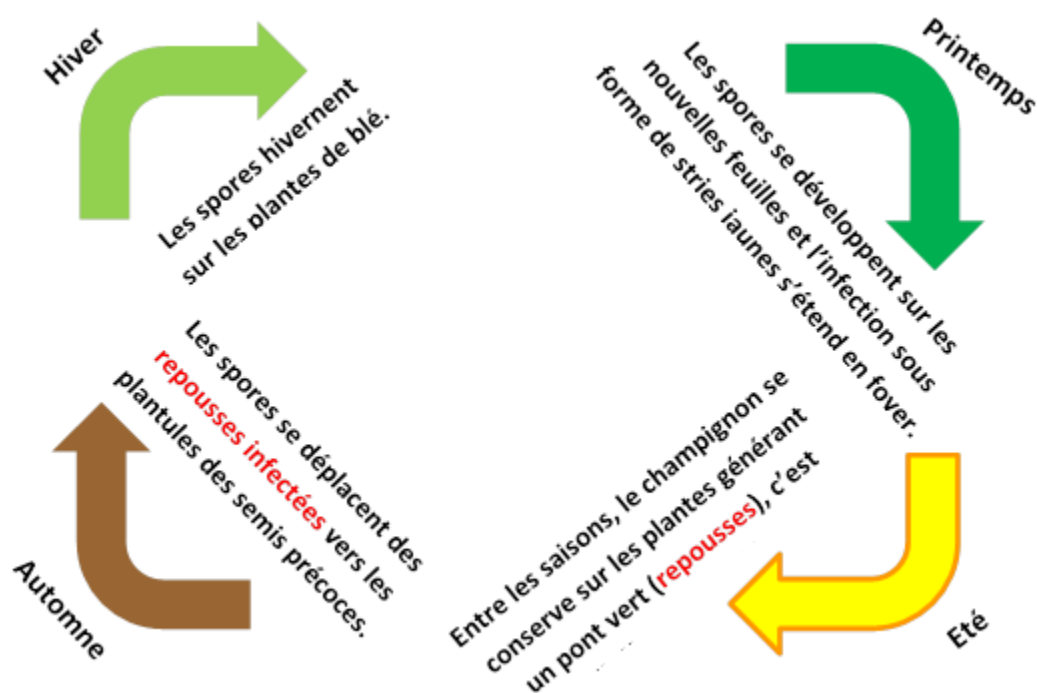 Hiver
Les spores hivernent
sur les plantes de blé.
Printemps
Les spores se développent sur les
nouvelles feuilles et l'infection sous
forme de stries jaunes s'étend en foyer.
Entre les saisons, le champignon se
conserve sur les plantes générant
un pont vert (repousses), c'est
Eté
Les spores se déplacent des
repousses infectées vers les
plantules des semis précoces.
Automne